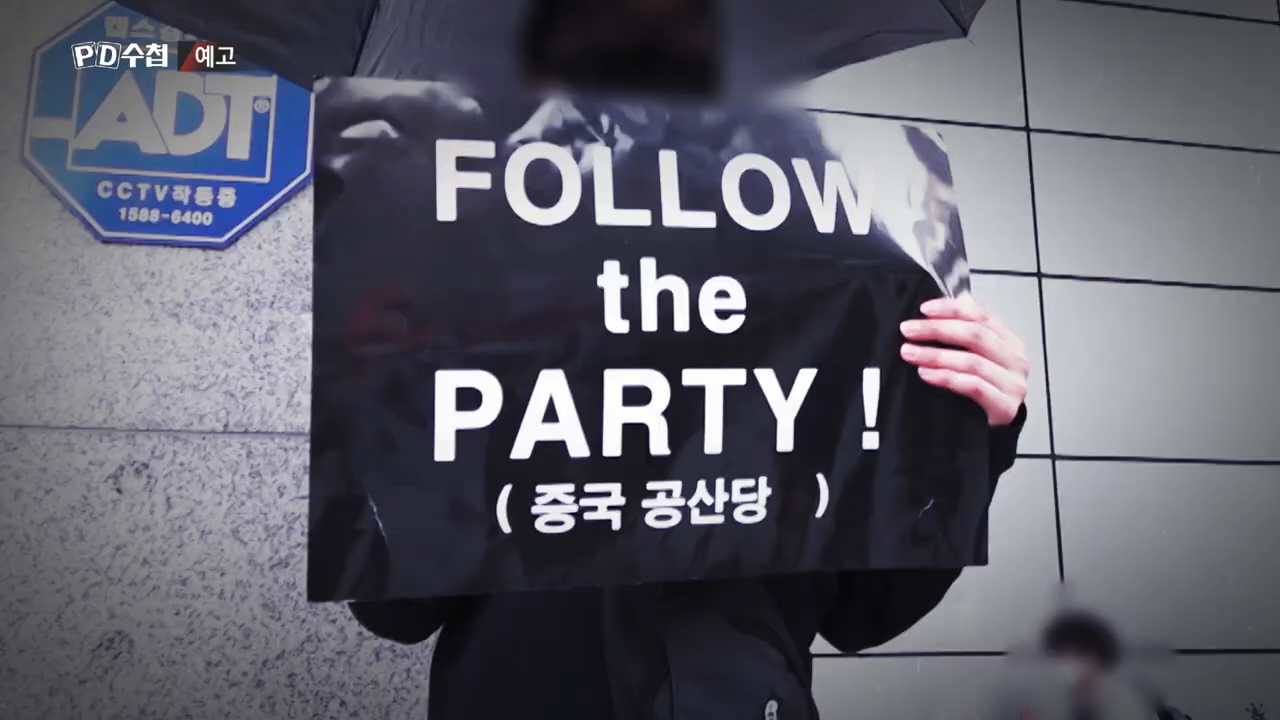 PD수첩 예고
ADT
CCTV작동중
1588-6400
FOLLOW
the
PARTY !
( 중국 공산당 )